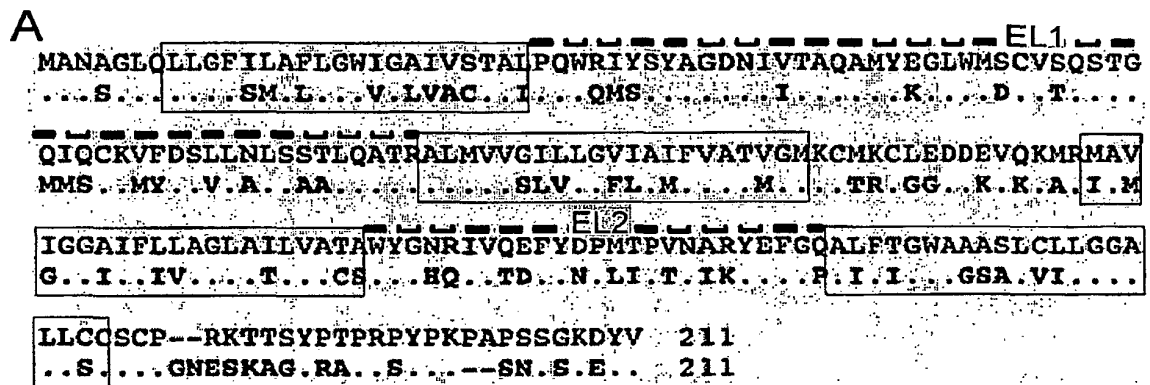 A
EL1
MANAGLQLLGFILAFLGWIGAIVSTALPQWRIYSYAGDNIVTAQAMYEGLWMSCVSQSTG
...S.......SM.L...V.LVAC..I...QMS.......I......K....D..T....
QIQCKVFDSLLNLSSTLQATRALMVVGILLGVIAIFVATVGMKCMKCLEDDEVQKMRMAV
MMS..MY..V.A..AA..........SLV..FL.M....M....TR.GG..K.K.A.I.M
EL2
IGGAIFLLAGLAILVATAWYGNRIVQEFYDPMTPVNARYEFGQALFTGWAAASLCLLGGA
G..I..IV....T...CS...HQ..TD..N.LI.T.IK....P.I.I...GSA.VI....
LLCCSCP--RKTTSYPTPRPYPKPAPSSGKDYV 211
..S....GNESKAG.RA..S....--SN.S.E.. 211